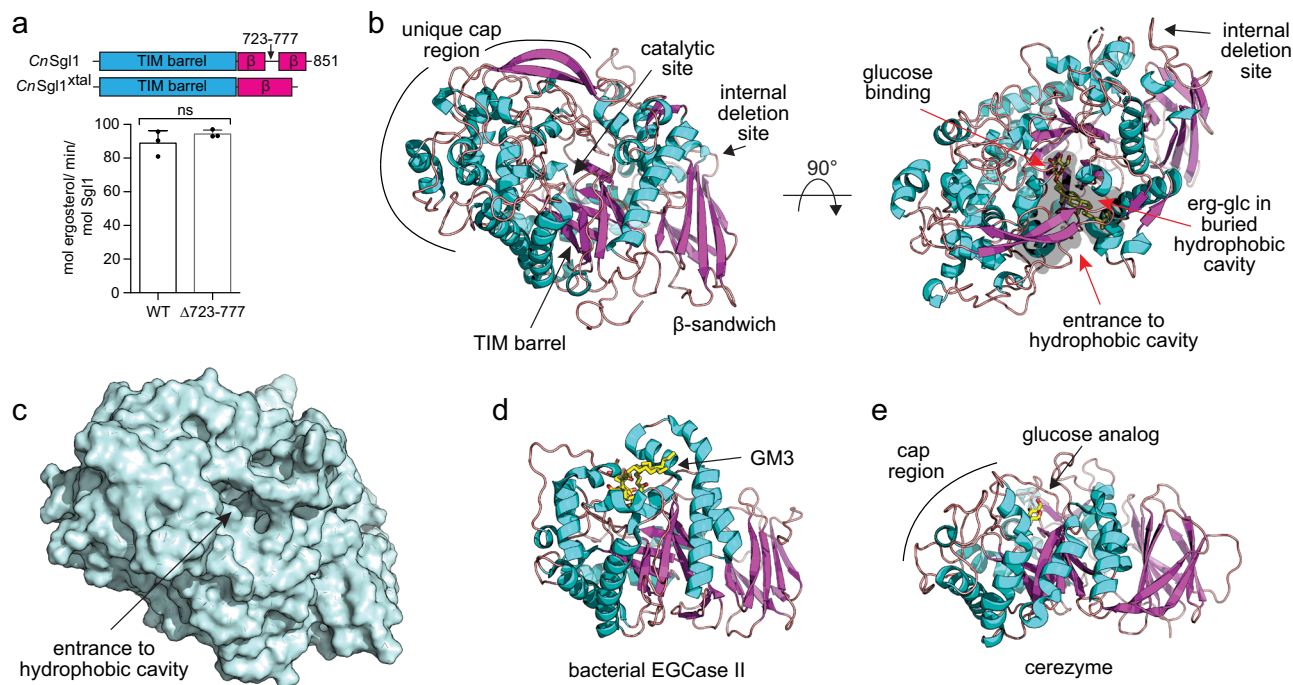 a
723-777
CnSgl1
TIM barrel
β
β
851
CnSgl1xtal
TIM barrel
β
ns
100
80
60
40
20
0
mol ergosterol/ min/
mol Sgl1
WT
Δ723-777
b
unique cap
region
catalytic
site
internal
deletion
site
TIM barrel
β-sandwich
90°
internal
deletion
site
glucose
binding
erg-glc in
buried
hydrophobic
cavity
entrance to
hydrophobic cavity
c
entrance to
hydrophobic cavity
d
GM3
bacterial EGCase II
e
glucose analog
cap
region
cerezyme